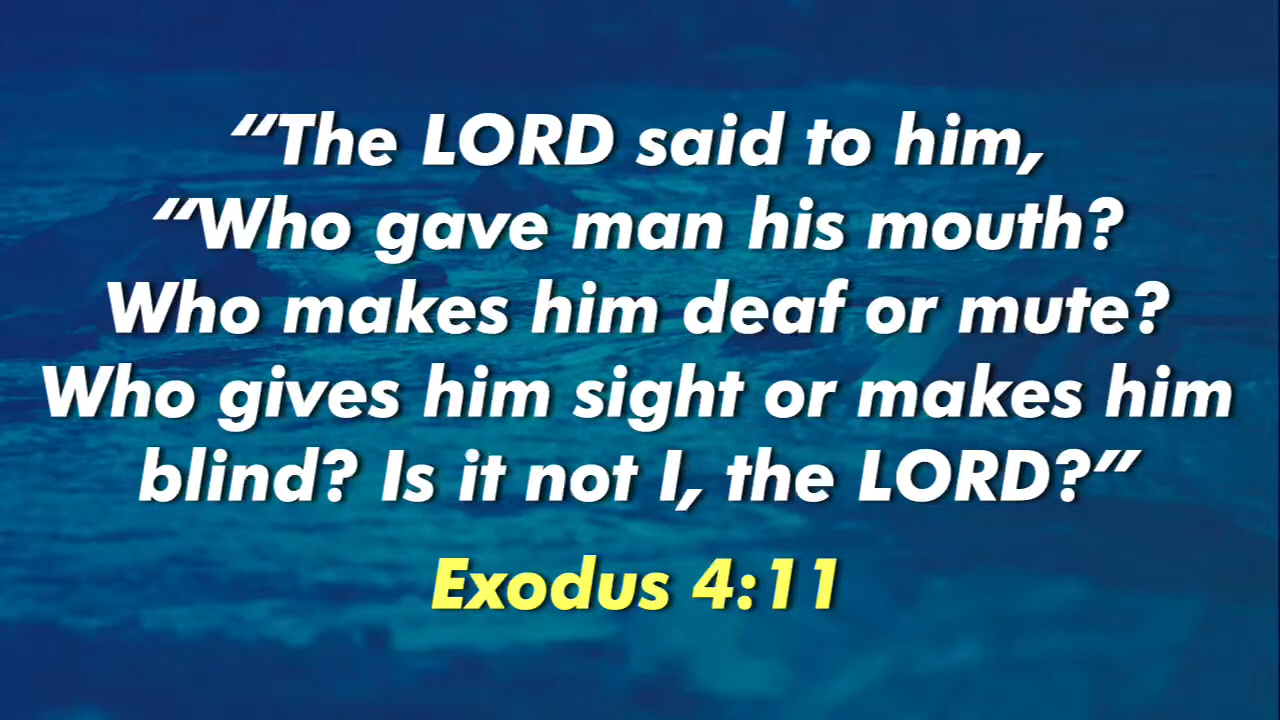 “The LORD said to him,
“Who gave man his mouth?
Who makes him deaf or mute?
Who gives him sight or makes him
blind? Is it not I, the LORD?”
Exodus 4:11